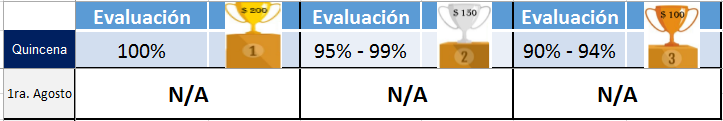 Evaluación $ 200 Evaluación $ 150 Evaluación $ 100
Quincena 100% 1 95% - 99% 2 90% - 94% 3
1ra. Agosto N/A N/A N/A